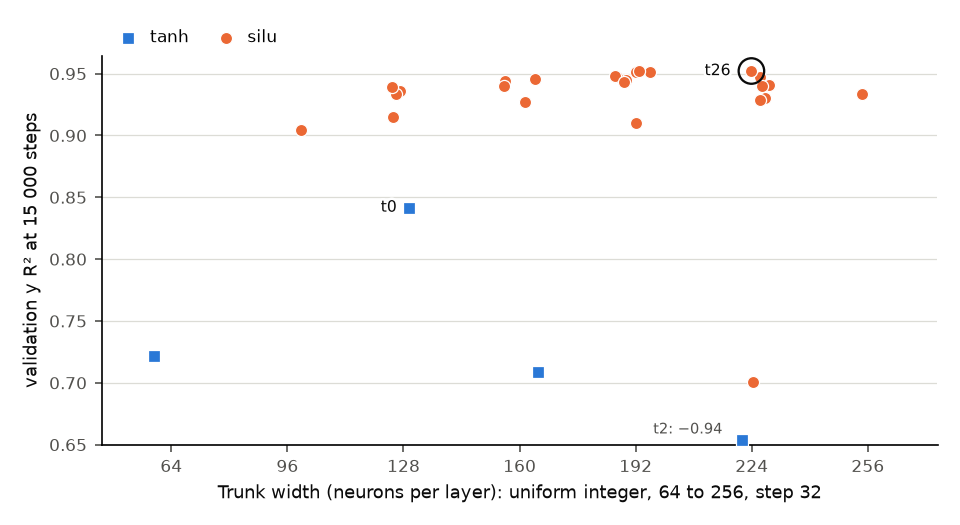 tanh silu
validation y R² at 15 000 steps
0.95
0.90
0.85
0.80
0.75
0.70
0.65
t26
t0
t2: −0.94
64 96 128 160 192 224 256
Trunk width (neurons per layer): uniform integer, 64 to 256, step 32